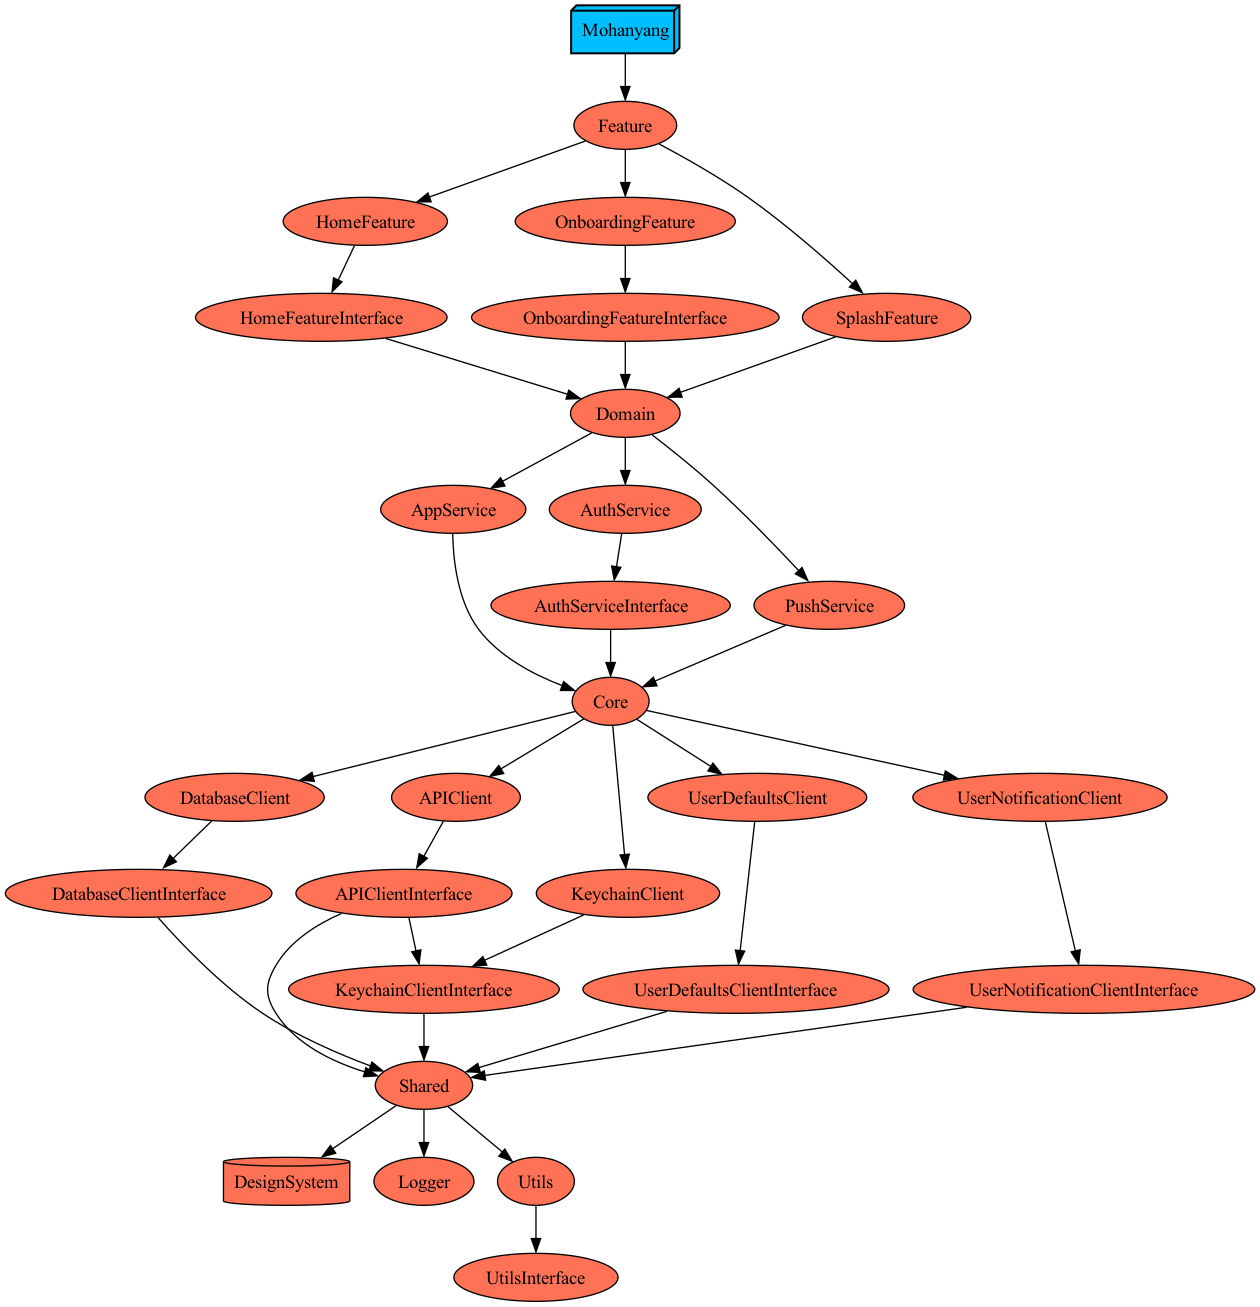 Mohanyang
Feature
HomeFeature
OnboardingFeature
HomeFeatureInterface
OnboardingFeatureInterface
SplashFeature
Domain
AppService
AuthService
AuthServiceInterface
PushService
Core
DatabaseClient
APIClient
UserDefaultsClient
UserNotificationClient
DatabaseClientInterface
APIClientInterface
KeychainClient
KeychainClientInterface
UserDefaultsClientInterface
UserNotificationClientInterface
Shared
DesignSystem
Logger
Utils
UtilsInterface